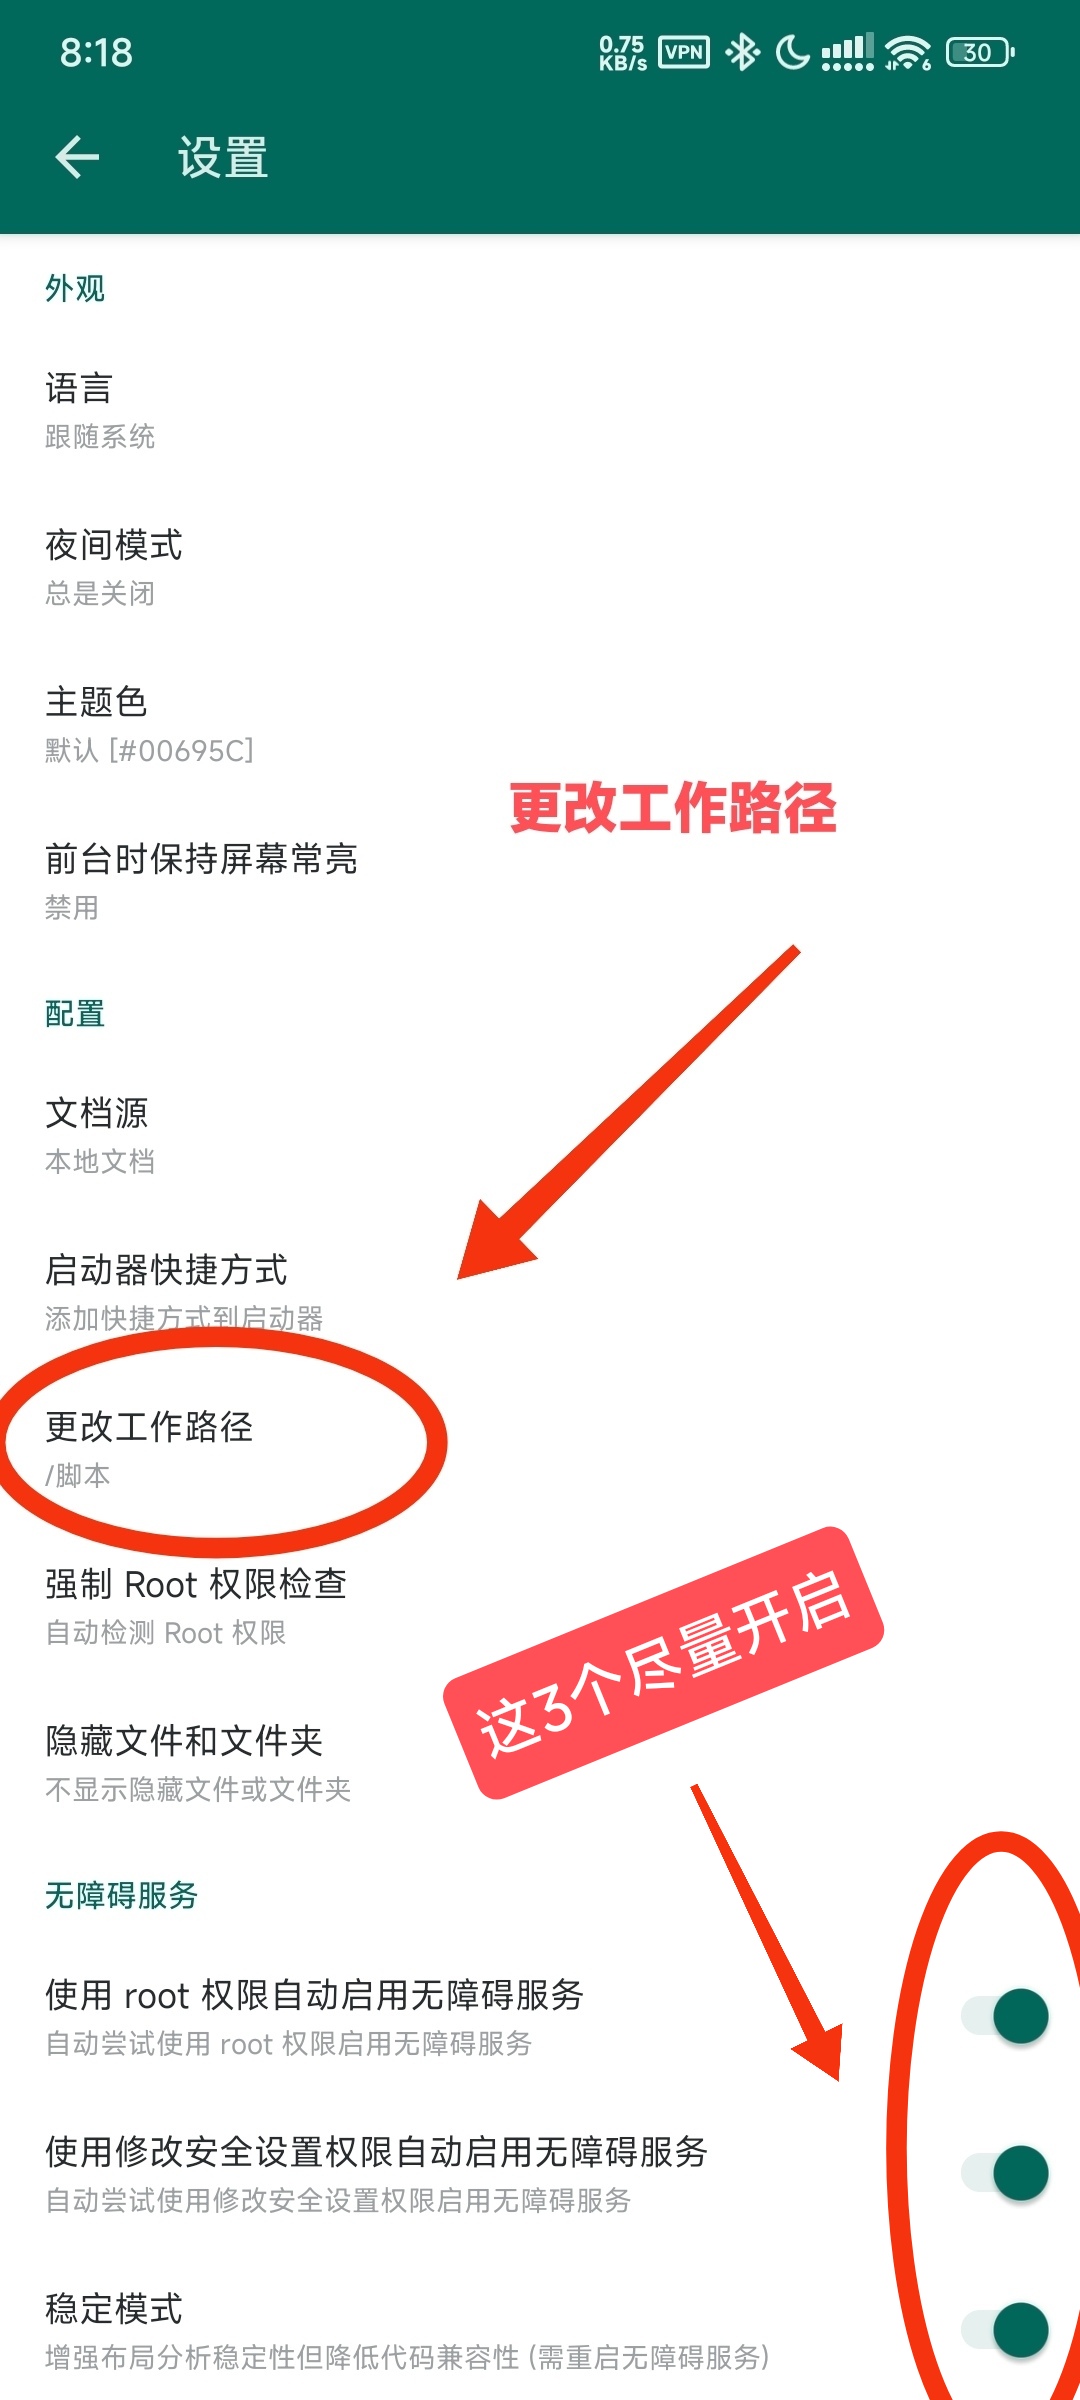 8:18
0.75
KB/s
VPN
6
30
设置
外观
语言
跟随系统
夜间模式
总是关闭
主题色
默认 [#00695C]
更改工作路径
前台时保持屏幕常亮
禁用
配置
文档源
本地文档
启动器快捷方式
添加快捷方式到启动器
更改工作路径
/脚本
强制 Root 权限检查
自动检测 Root 权限
这3个尽量开启
隐藏文件和文件夹
不显示隐藏文件或文件夹
无障碍服务
使用 root 权限自动启用无障碍服务
自动尝试使用 root 权限启用无障碍服务
使用修改安全设置权限自动启用无障碍服务
自动尝试使用修改安全设置权限启用无障碍服务
稳定模式
增强布局分析稳定性但降低代码兼容性 (需重启无障碍服务)